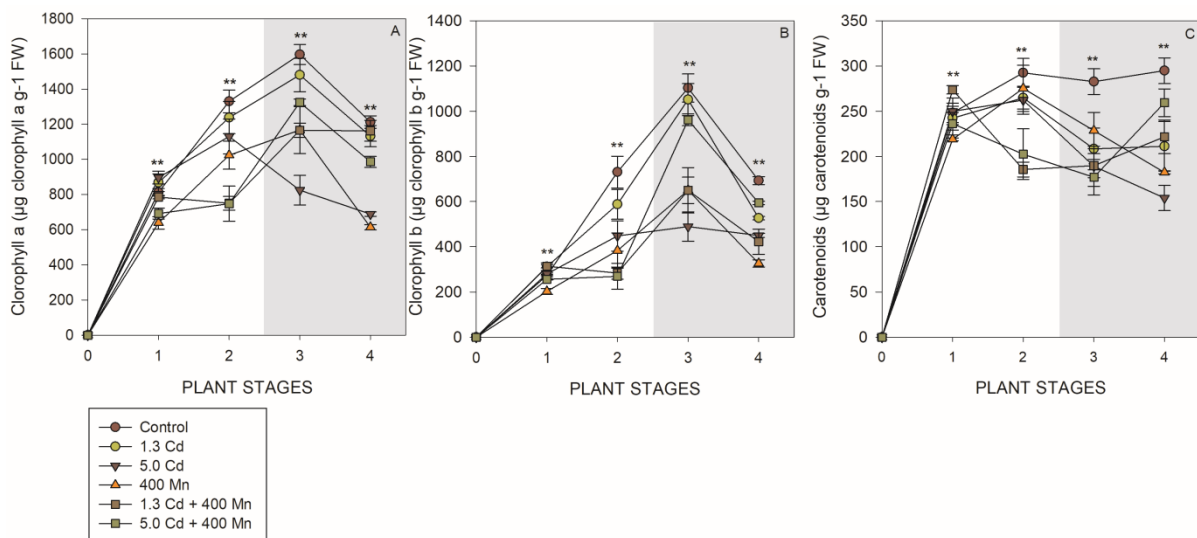 A
Clorophyll a (µg clorophyll a g-1 FW)
1800
1600
1400
1200
1000
800
600
400
200
0
**
**
**
**
0 1 2 3 4
PLANT STAGES
B
Clorophyll b (µg clorophyll b g-1 FW)
1400
1200
1000
800
600
400
200
0
**
**
**
**
0 1 2 3 4
PLANT STAGES
C
Carotenoids (µg carotenoids g-1 FW)
350
300
250
200
150
100
50
0
**
**
**
**
0 1 2 3 4
PLANT STAGES
Control
1.3 Cd
5.0 Cd
400 Mn
1.3 Cd + 400 Mn
5.0 Cd + 400 Mn